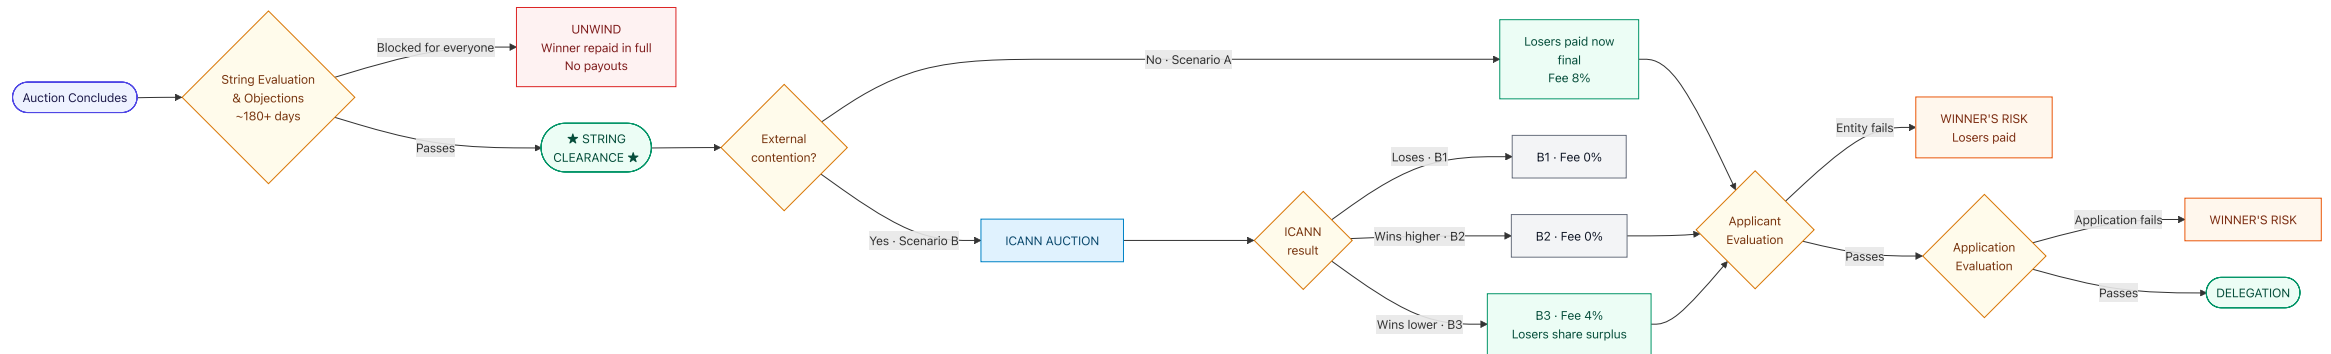 Auction Concludes
String Evaluation
& Objections
~180+ days
Blocked for everyone
UNWIND
Winner repaid in full
No payouts
Passes
★ STRING
CLEARANCE ★
External
contention?
No · Scenario A
Losers paid now
final
Fee 8%
Yes · Scenario B
ICANN AUCTION
ICANN
result
Loses · B1
B1 · Fee 0%
Wins higher · B2
B2 · Fee 0%
Wins lower · B3
B3 · Fee 4%
Losers share surplus
Applicant
Evaluation
Entity fails
WINNER'S RISK
Losers paid
Passes
Application
Evaluation
Application fails
WINNER'S RISK
Passes
DELEGATION